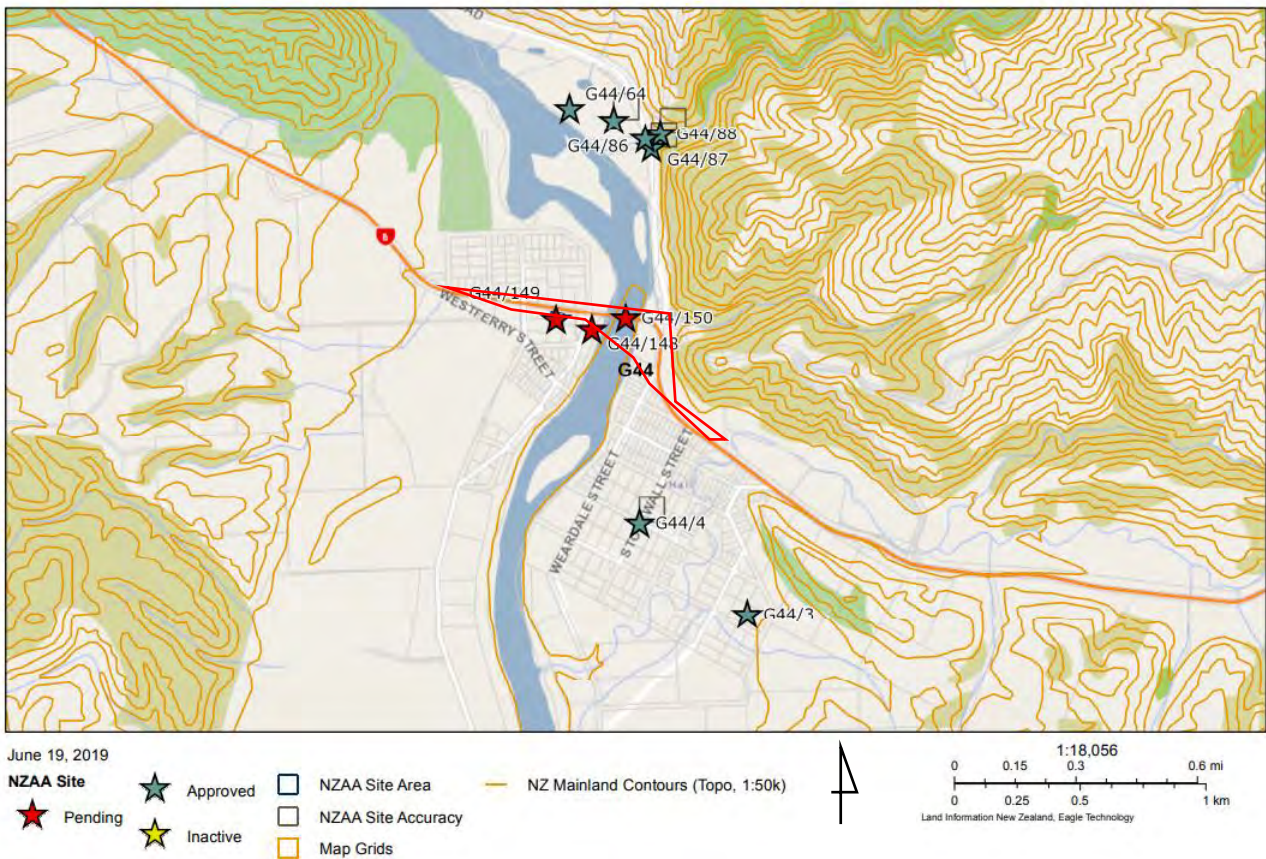 AD
G44/64
G44/88
G44/86
G44/87
8
G44/149
WESTFERRY STREET
G44/150
G44/148
G44
WEARDALE STREET
WALL STREET
Hall
G44/4
G44/3
June 19, 2019
NZAA Site
Pending
Approved
Inactive
NZAA Site Area
NZAA Site Accuracy
Map Grids
NZ Mainland Contours (Topo, 1:50k)
1:18,056
0 0.15 0.3 0.6 mi
0 0.25 0.5 1 km
Land Information New Zealand, Eagle Technology